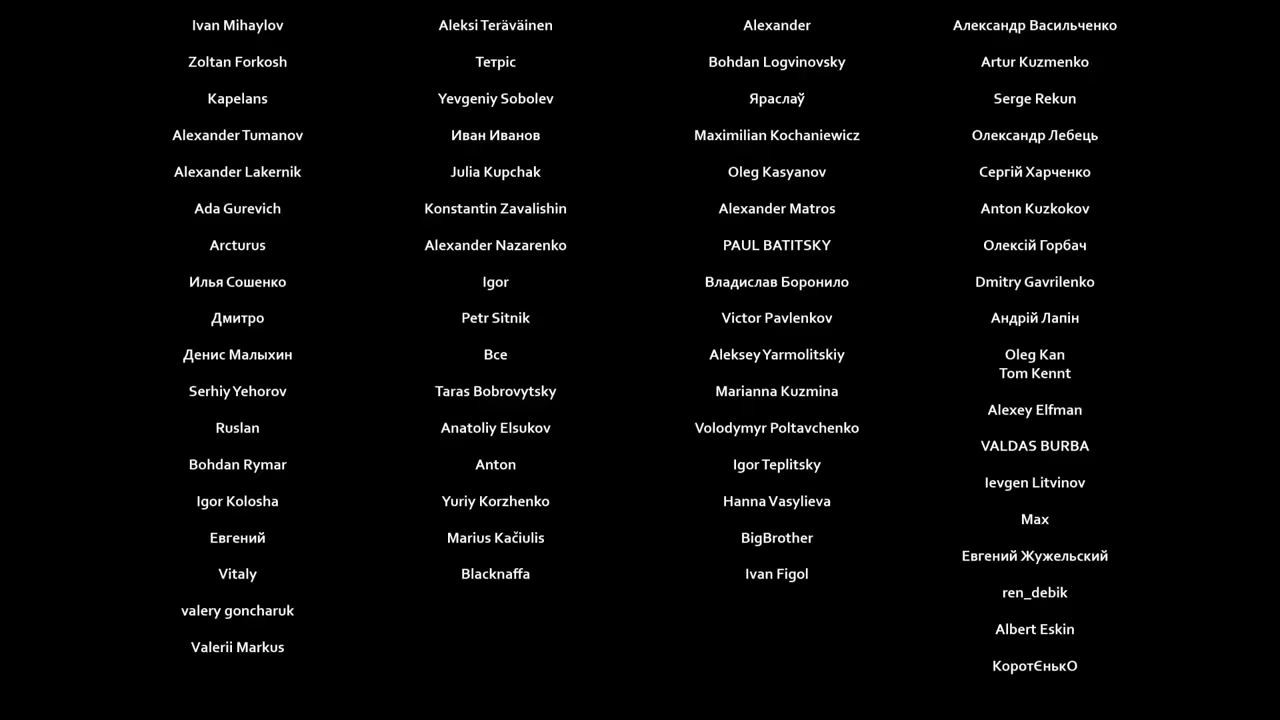 Ivan Mihaylov
Zoltan Forkosh
Kapelans
Alexander Tumanov
Alexander Lakernik
Ada Gurevich
Arcturus
Илья Сошенко
Дмитро
Денис Малыхин
Serhiy Yehorov
Ruslan
Bohdan Rymar
Igor Kolosha
Евгений
Vitaly
valery goncharuk
Valerii Markus
Aleksi Teräväinen
Тетріс
Yevgeniy Sobolev
Иван Иванов
Julia Kupchak
Konstantin Zavalishin
Alexander Nazarenko
Igor
Petr Sitnik
Все
Taras Bobrovytsky
Anatoliy Elsukov
Anton
Yuriy Korzhenko
Marius Kačiulis
Blacknaffa
Alexander
Bohdan Logvinovsky
Яраслаў
Maximilian Kochaniewicz
Oleg Kasyanov
Alexander Matros
PAUL BATITSKY
Владислав Боронило
Victor Pavlenkov
Aleksey Yarmolitskiy
Marianna Kuzmina
Volodymyr Poltavchenko
Igor Teplitsky
Hanna Vasylieva
BigBrother
Ivan Figol
Александр Васильченко
Artur Kuzmenko
Serge Rekun
Олександр Лебець
Сергій Харченко
Anton Kuzkokov
Олексій Горбач
Dmitry Gavrilenko
Андрій Лапін
Oleg Kan
Tom Kennt
Alexey Elfman
VALDAS BURBA
Ievgen Litvinov
Max
Евгений Жужельский
ren_debik
Albert Eskin
КоротЄнькО